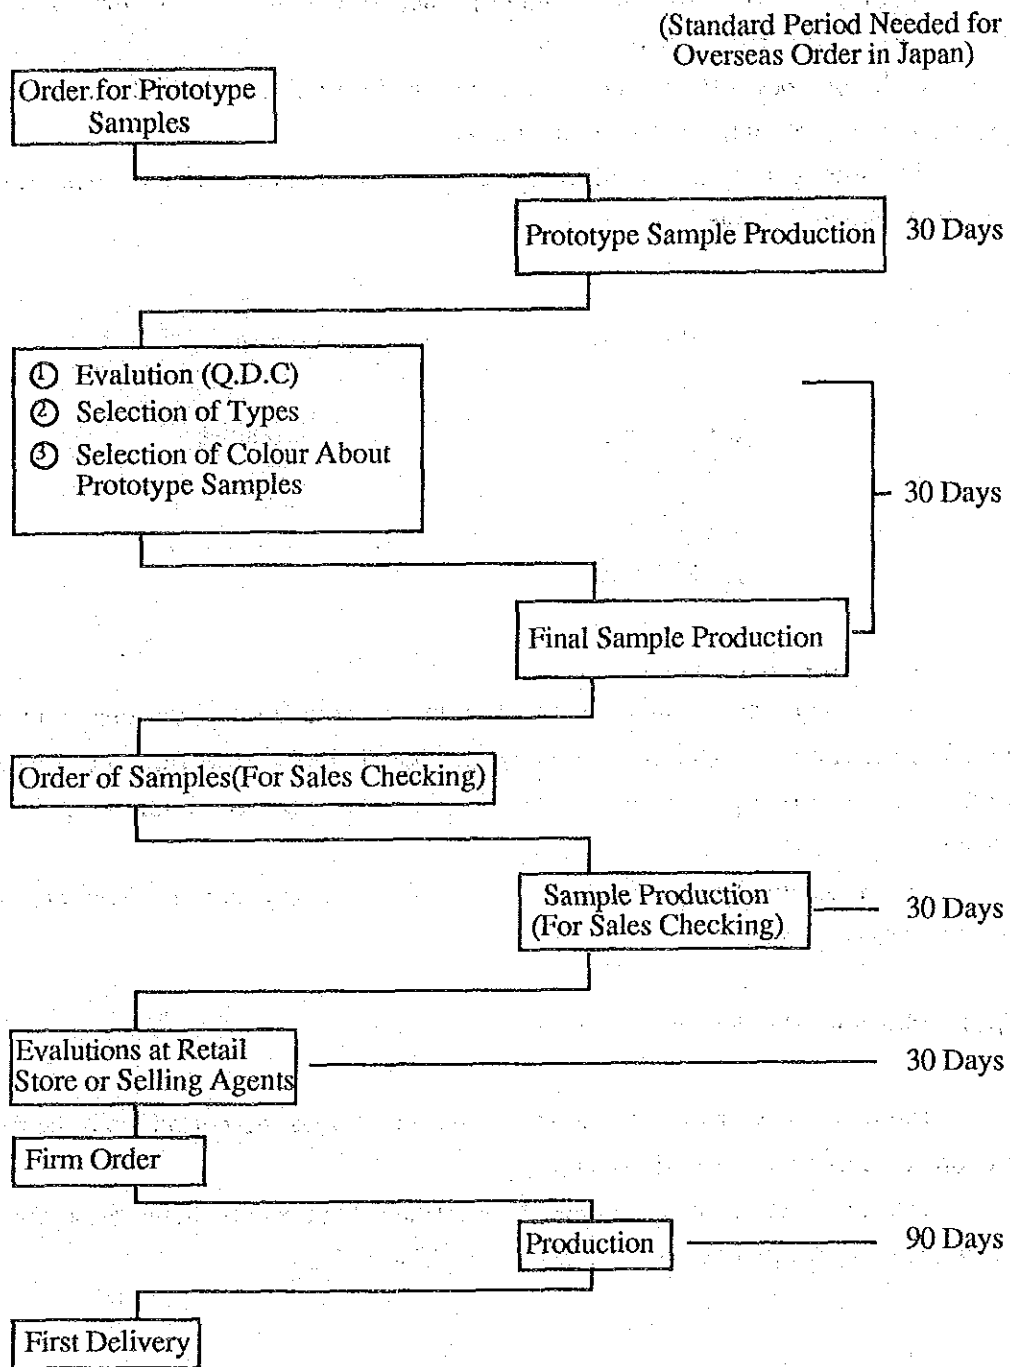 (Standard Period Needed for
Overseas Order in Japan)
Order for Prototype
Samples
Prototype Sample Production
30 Days
① Evalution (Q.D.C)
② Selection of Types
③ Selection of Colour About
Prototype Samples
30 Days
Final Sample Production
Order of Samples(For Sales Checking)
Sample Production
(For Sales Checking)
30 Days
Evalutions at Retail
Store or Selling Agents
30 Days
Firm Order
Production
90 Days
First Delivery